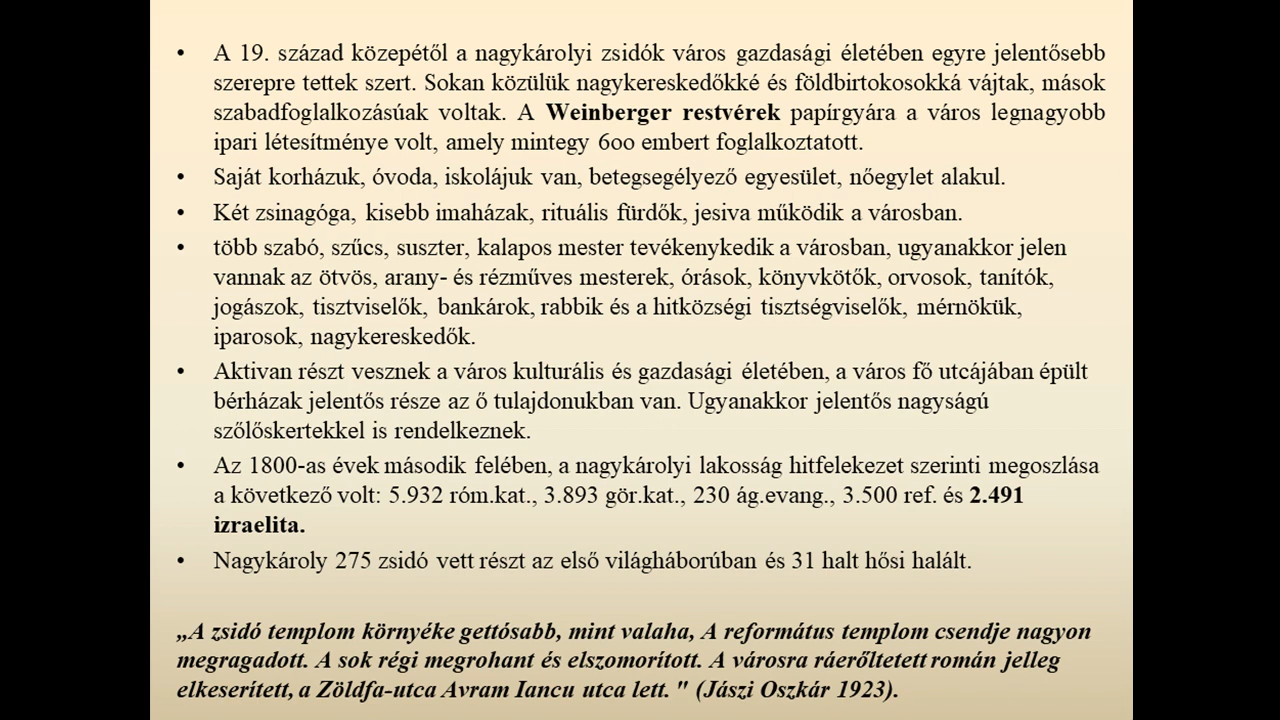 • A 19. század közepétől a nagykárolyi zsidók város gazdasági életében egyre jelentősebb
szerepre tettek szert. Sokan közülük nagykereskedőkké és földbirtokosokká vájtak, mások
szabadfoglalkozásúak voltak. A Weinberger restvérek papírgyára a város legnagyobb
ipari létesítménye volt, amely mintegy 6oo embert foglalkoztatott.
• Saját korházuk, óvoda, iskolájuk van, betegsegélyező egyesület, nőegylet alakul.
• Két zsinagóga, kisebb imaházak, rituális fürdők, jesiva működik a városban.
• több szabó, szűcs, suszter, kalapos mester tevékenykedik a városban, ugyanakkor jelen
vannak az ötvös, arany- és rézműves mesterek, órások, könyvkötők, orvosok, tanítók,
jogászok, tisztviselők, bankárok, rabbik és a hitközségi tisztségviselők, mérnökük,
iparosok, nagykereskedők.
• Aktivan részt vesznek a város kulturális és gazdasági életében, a város fő utcájában épült
bérházak jelentős része az ő tulajdonukban van. Ugyanakkor jelentős nagyságú
szőlőskertekkel is rendelkeznek.
• Az 1800-as évek második felében, a nagykárolyi lakosság hitfelekezet szerinti megoszlása
a következő volt: 5.932 róm.kat., 3.893 gör.kat., 230 ág.evang., 3.500 ref. és 2.491
izraelita.
• Nagykároly 275 zsidó vett részt az első világháborúban és 31 halt hősi halált.
„A zsidó templom környéke gettósabb, mint valaha, A református templom csendje nagyon
megragadott. A sok régi megrohant és elszomorított. A városra ráerőltetett román jelleg
elkeserített, a Zöldfa-utca Avram Iancu utca lett. " (Jászi Oszkár 1923).